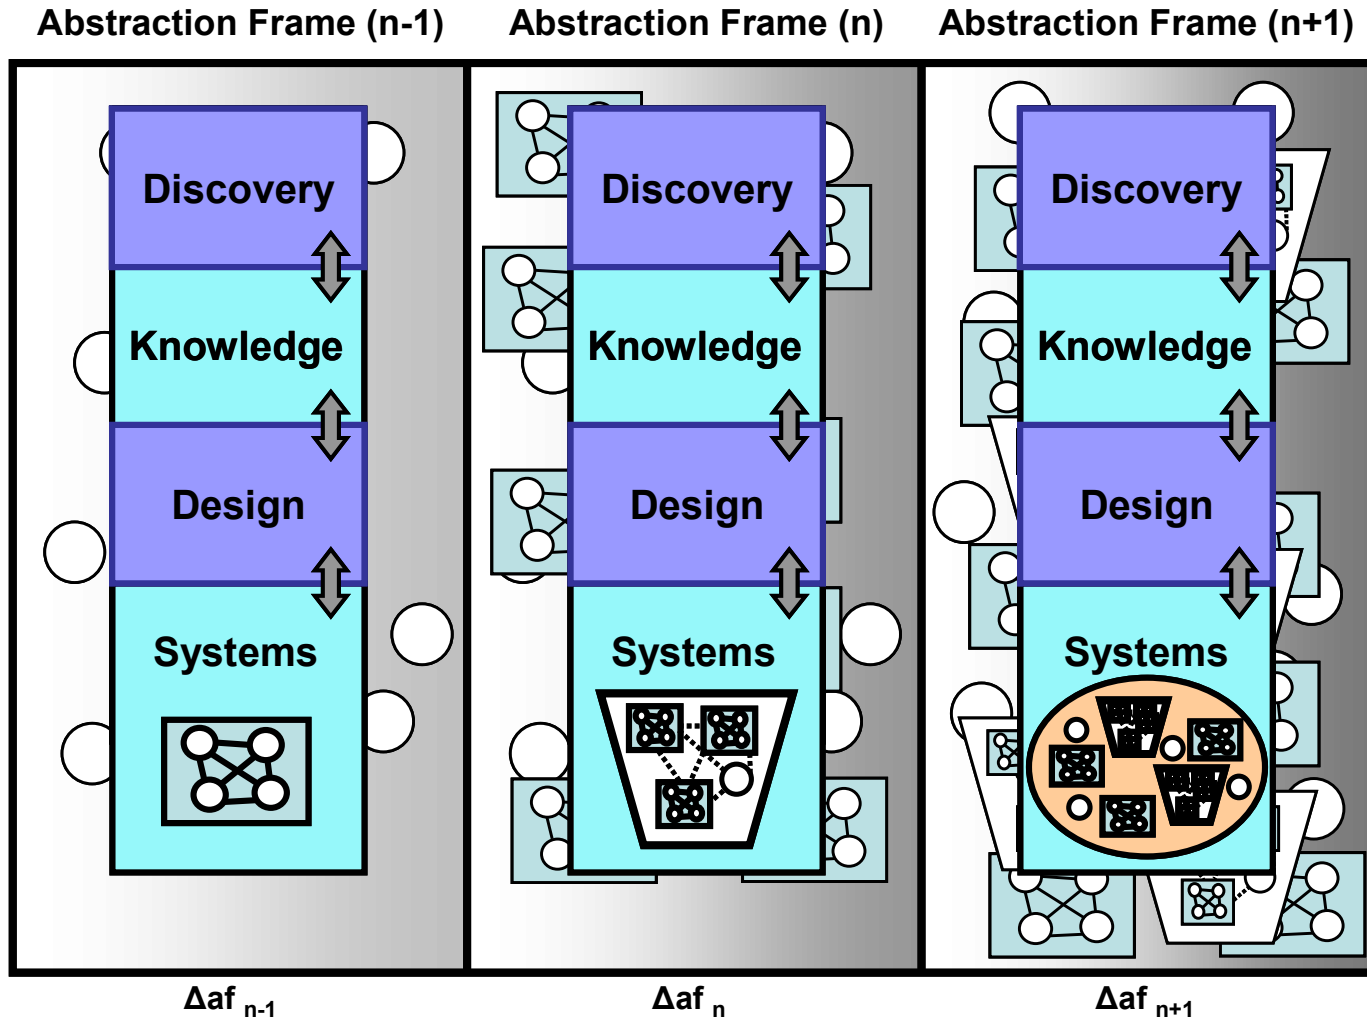 Abstraction Frame (n-1)
Abstraction Frame (n)
Abstraction Frame (n+1)
Discovery
Discovery
Discovery
Knowledge
Knowledge
Knowledge
Design
Design
Design
Systems
Systems
Systems
Δaf n-1
Δaf n
Δaf n+1